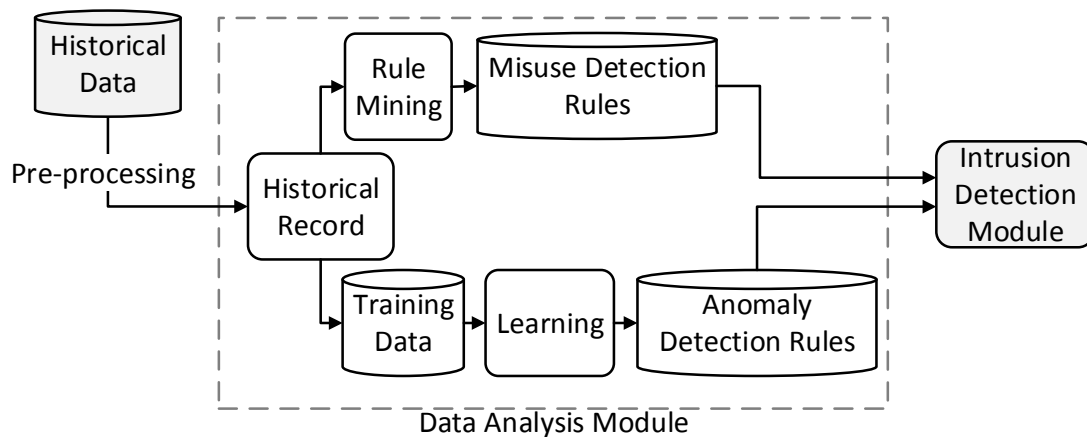 Historical
Data
Pre-processing
Historical
Record
Rule
Mining
Misuse Detection
Rules
Training
Data
Learning
Anomaly
Detection Rules
Intrusion
Detection
Module
Data Analysis Module